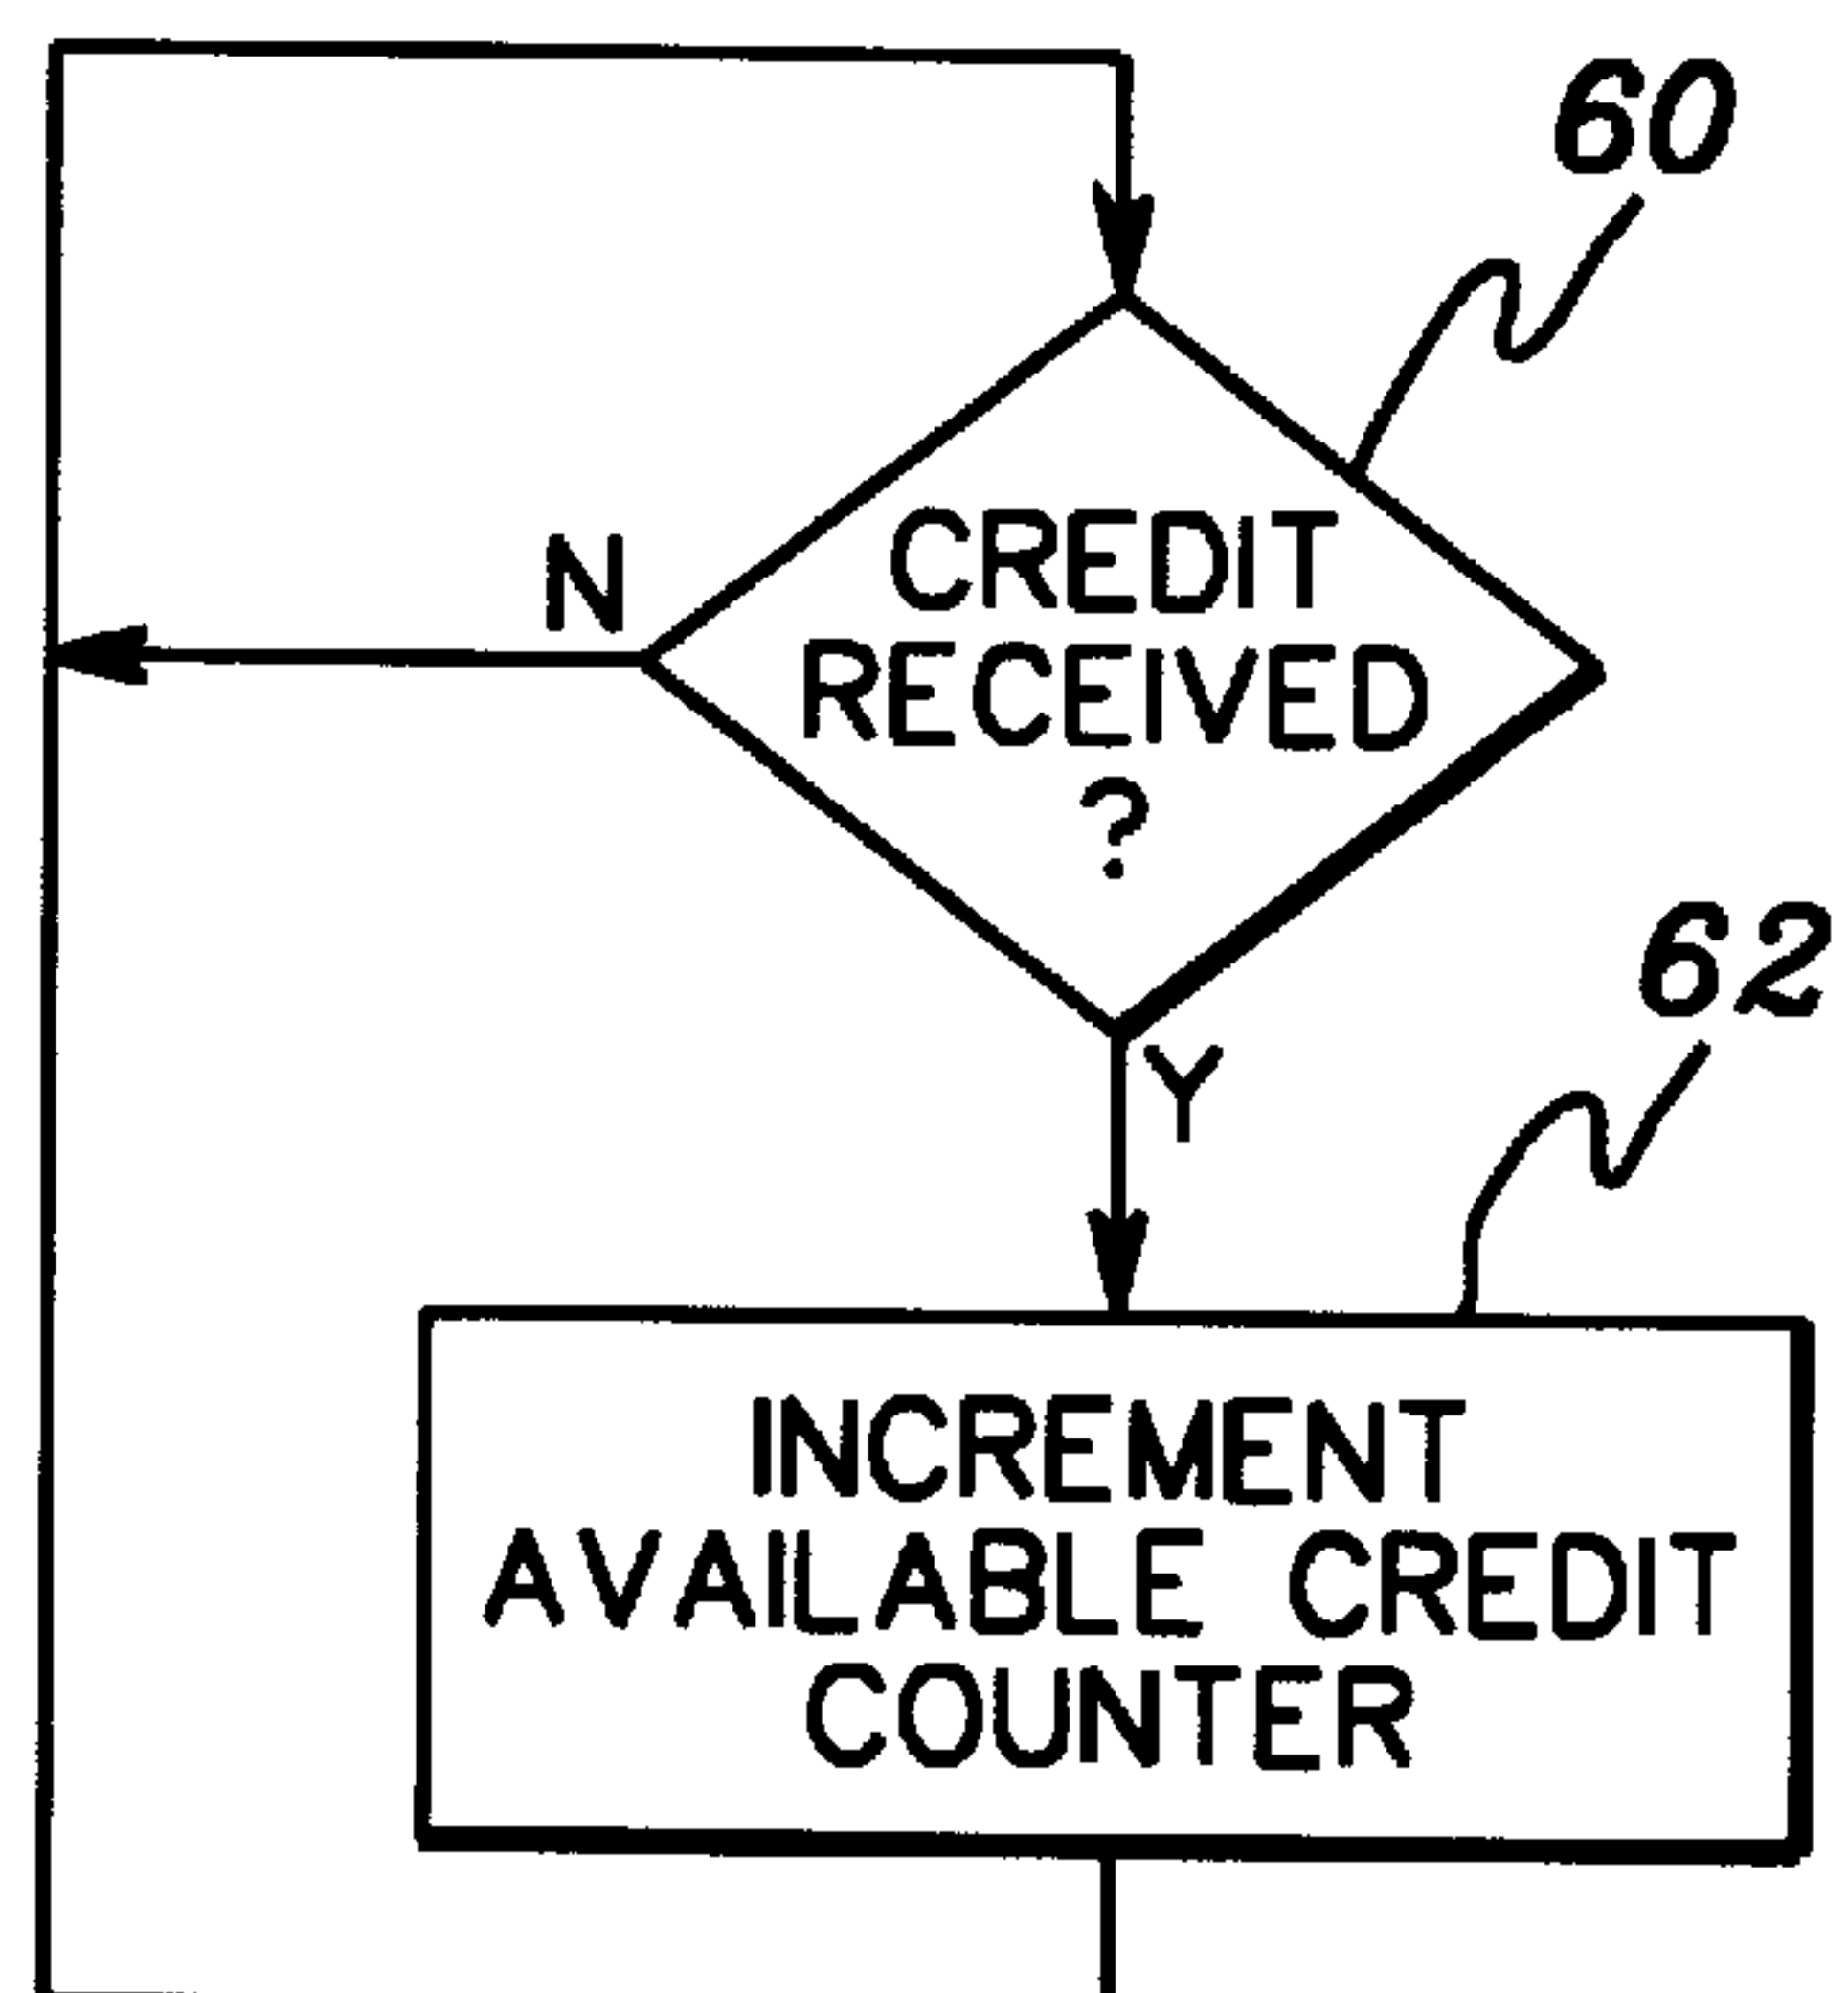 60
CREDIT
RECEIVED
?
N
Y
62
INCREMENT
AVAILABLE CREDIT
COUNTER